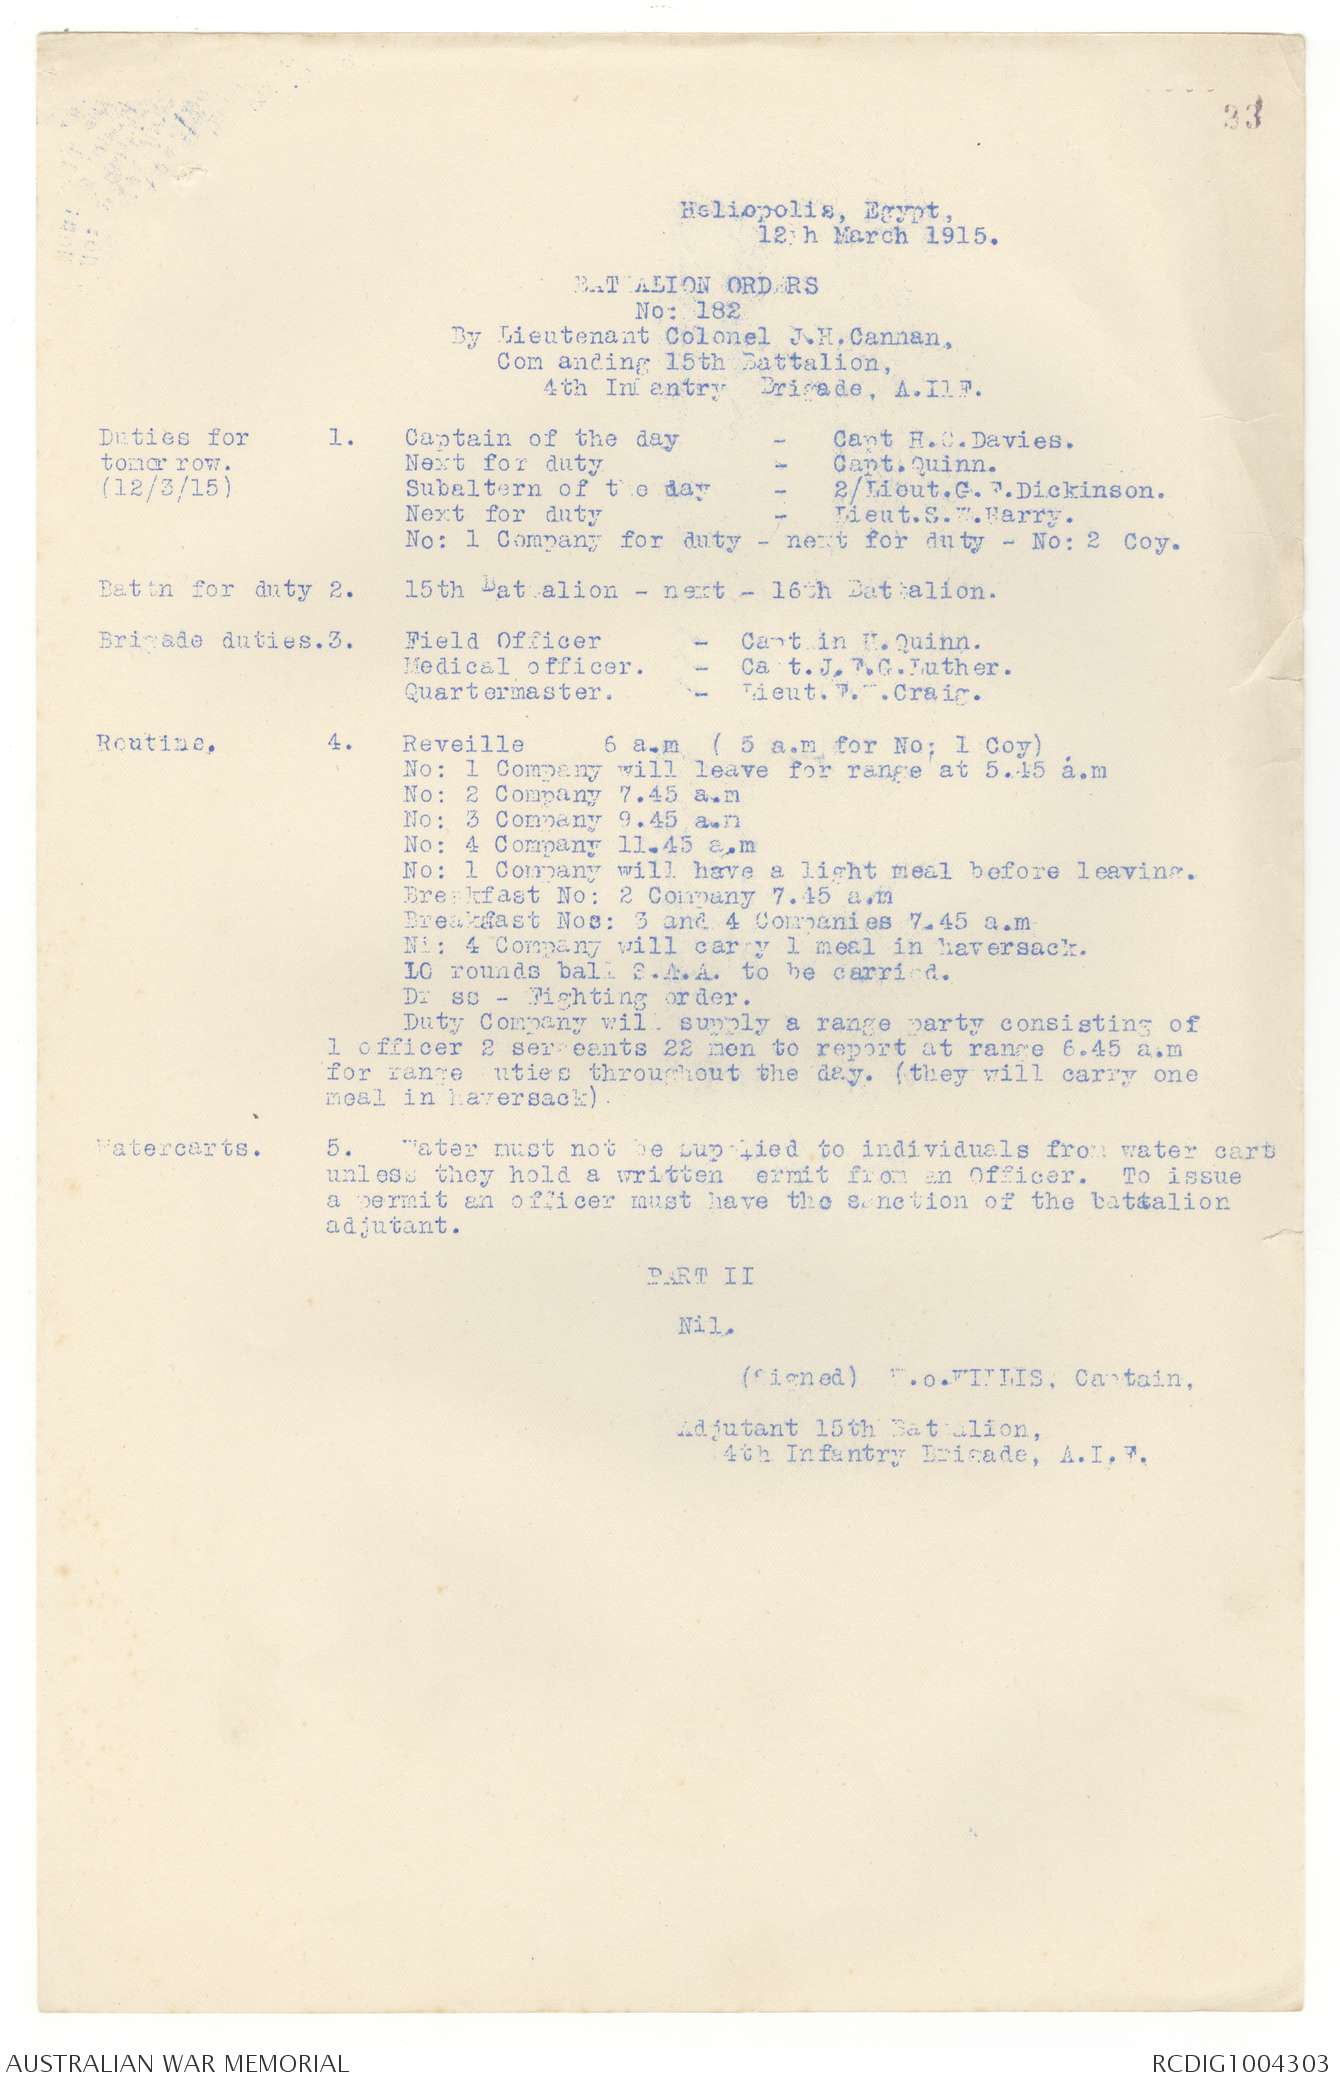 33
Heliopolis, Egypt,
12th March 1915.
BATTALION ORDERS
No: 182
By Lieutenant Colonel J.H.Cannan,
Com anding 15th Battalion,
4th Infantry Brigade, A.I1F.
Duties for 1. Captain of the day - Capt H.C.Davies.
tomor row. Next for duty - Capt.Quinn.
(12/3/15) Subaltern of the day - 2/Lieut.G.F.Dickinson.
Next for duty - Lieut. Harry.
No: 1 Company for duty - next for duty - No: 2 Coy.
Battn for duty 2. 15th Battalion - next - 16th Battalion.
Brigade duties.3. Field Officer - Captain H.Quinn.
Medical officer. - Capt.J.F.G.Luther.
Quartermaster. - Lieut. Craig.
Routine. 4. Reveille 6 a.m ( 5 a.m for No; 1 Coy) .
No: 1 Company will leave for range at 5.45 a.m
No: 2 Company 7.45 a.m
No: 3 Company 9.45 a.m
No: 4 Company 11.45 a.m
No: 1 Company will have a light meal before leaving.
Breakfast No: 2 Company 7.45 a.m
Breakfast Nos: 3 and 4 Companies 7.45 a.m
Ni: 4 Company will carry 1 meal in haversack.
10 rounds ball S.A.A. to be carried.
Dress - Fighting order.
Duty Company will supply a range party consisting of
1 officer 2 sergeants 22 men to report at range 6.45 a.m
for range duties throughout the day. (they will carry one
meal in haversack).
Watercarts. 5. Water must not be supplied to individuals from water carts
unless they hold a written permit from an Officer. To issue
a permit an officer must have the sanction of the battalion
adjutant.
PART II
Nil.
(Signed) WILLIS, Captain,
Adjutant 15th Battalion,
4th Infantry Brigade, A.I.F.
AUSTRALIAN WAR MEMORIAL RCDIG1004303